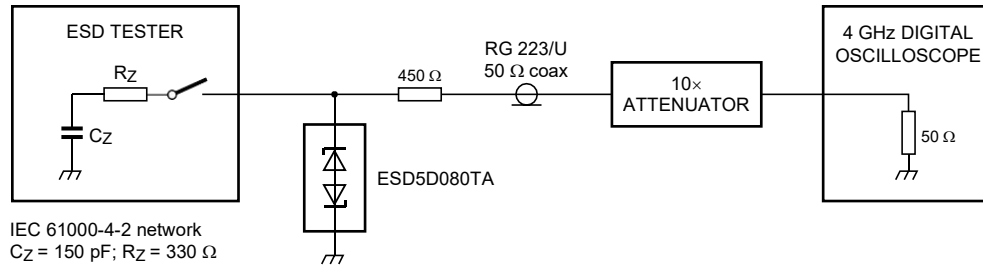 ESD TESTER
RZ
CZ
450 Ω
RG 223/U
50 Ω coax
10×
ATTENUATOR
4 GHz DIGITAL
OSCILLOSCOPE
50 Ω
ESD5D080TA
IEC 61000-4-2 network
CZ = 150 pF; RZ = 330 Ω